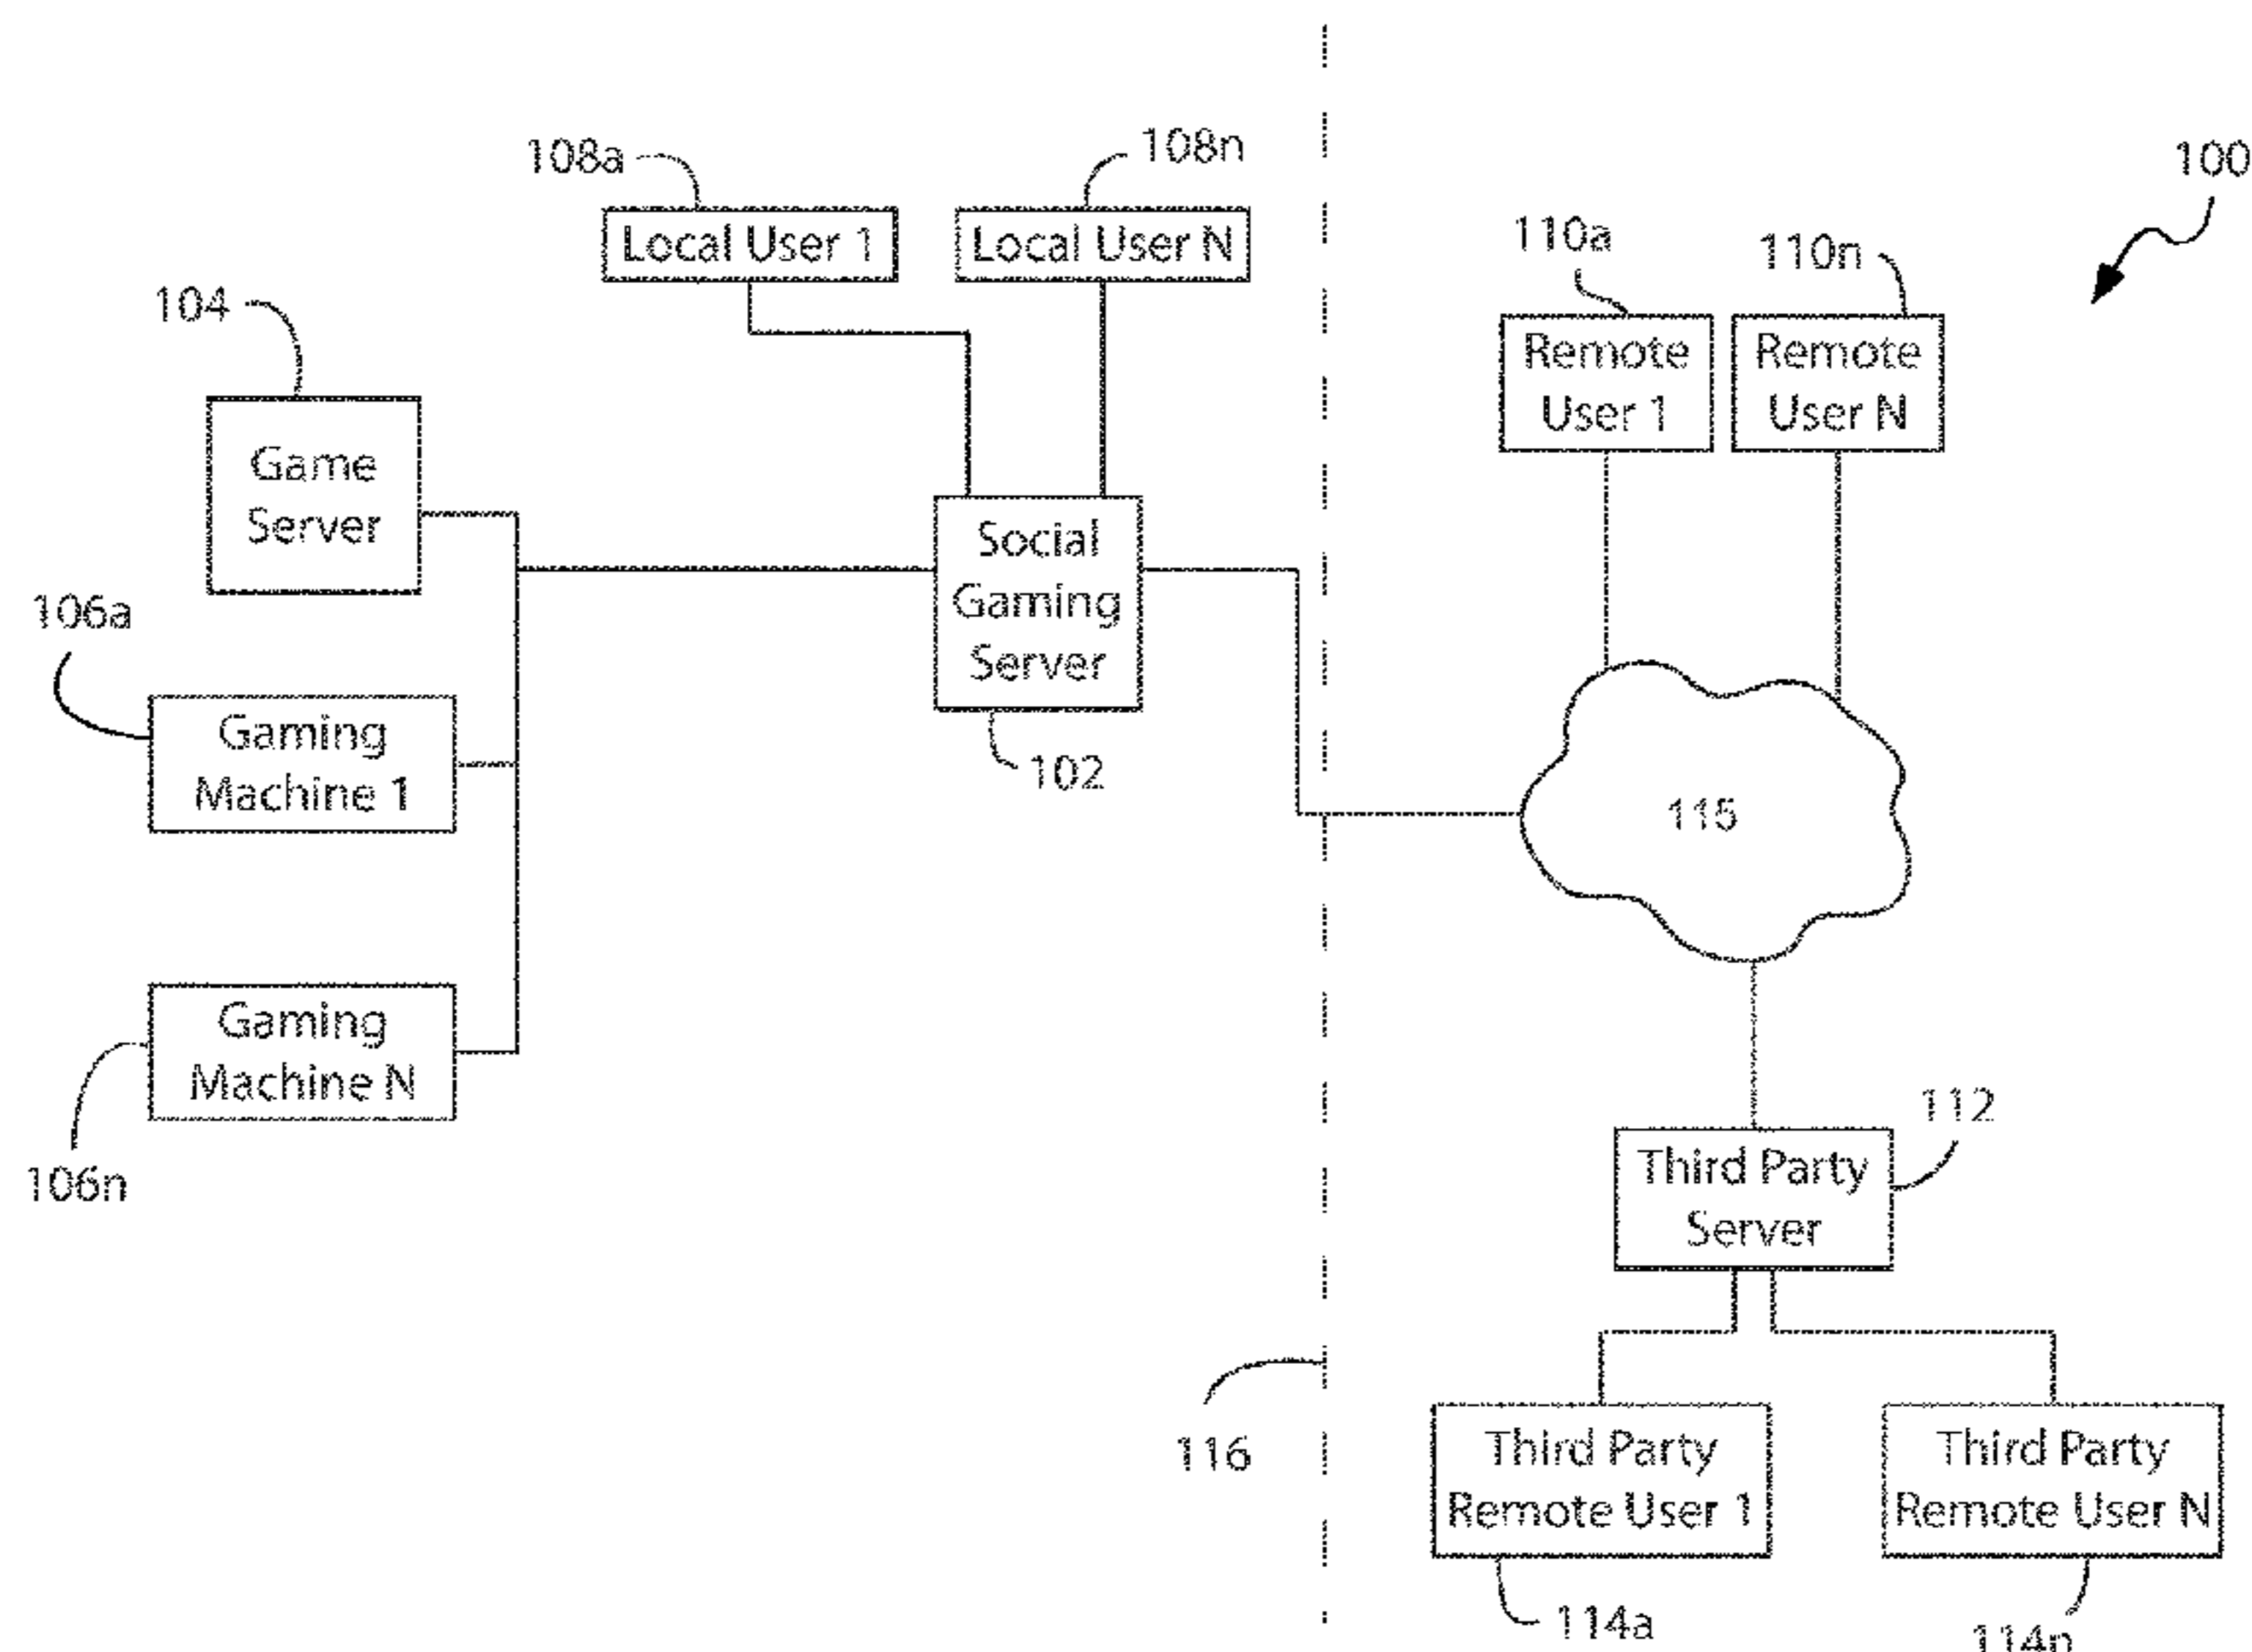 108a
108n
100
Local User 1
Local User N
110a
110n
104
Remote
User 1
Remote
User N
Game
Server
Social
Gaming
Server
106a
Gaming
Machine 1
102
115
Gaming
Machine N
106n
112
Third Party
Server
116
Third Party
Remote User 1
Third Party
Remote User N
114a
114n